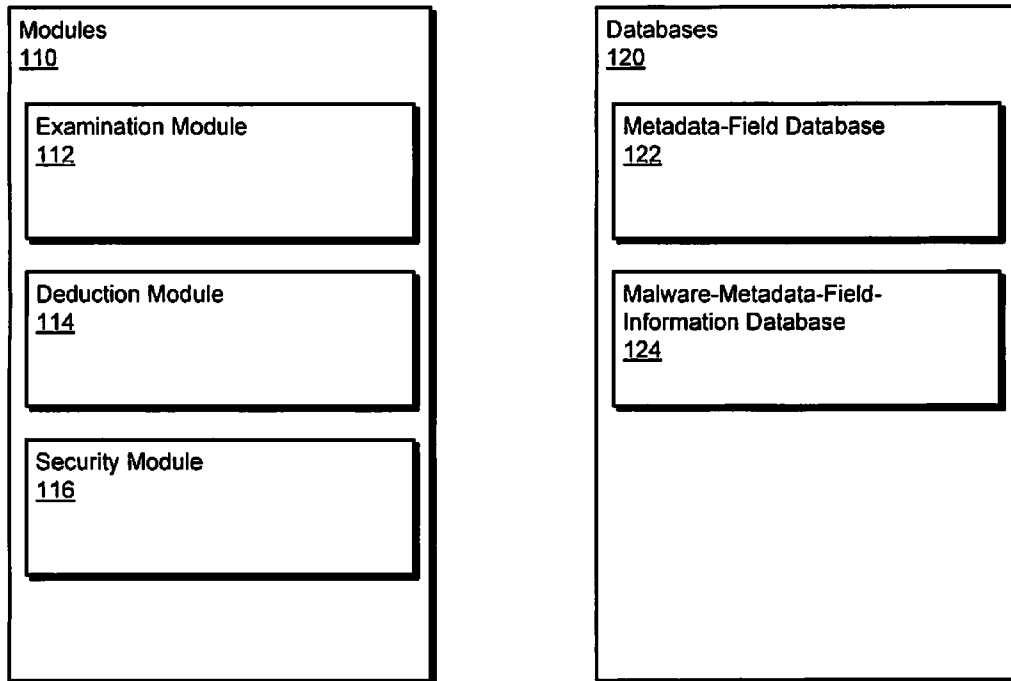 Modules
110
Examination Module
112
Deduction Module
114
Security Module
116
Databases
120
Metadata-Field Database
122
Malware-Metadata-Field-
Information Database
124